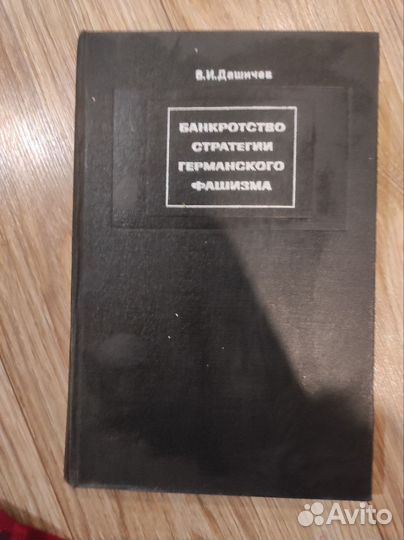 В.И.Дашичев
БАНКРОТСТВО
СТРАТЕГИИ
ГЕРМАНСКОГО
ФАШИЗМА
Avito